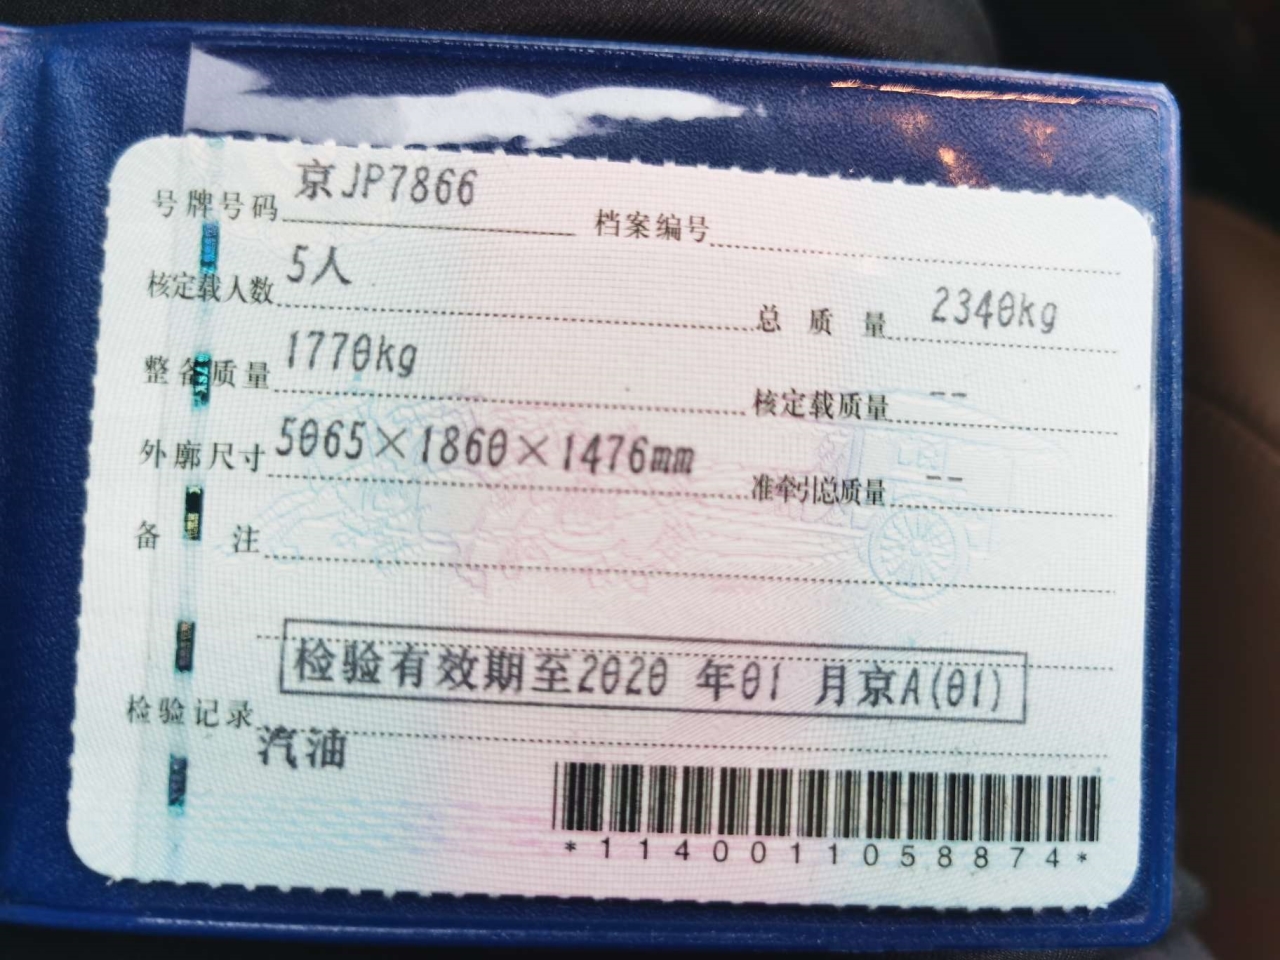 号牌号码 京JP7866 档案编号
核定载人数 5人 总质量 2340kg
整备质量 1770kg 核定载质量 --
外廓尺寸 5065×1860×1476mm 准牵引总质量 --
备注
检验有效期至2020 年01 月京A(01)
检验记录
汽油
*1140011058874*